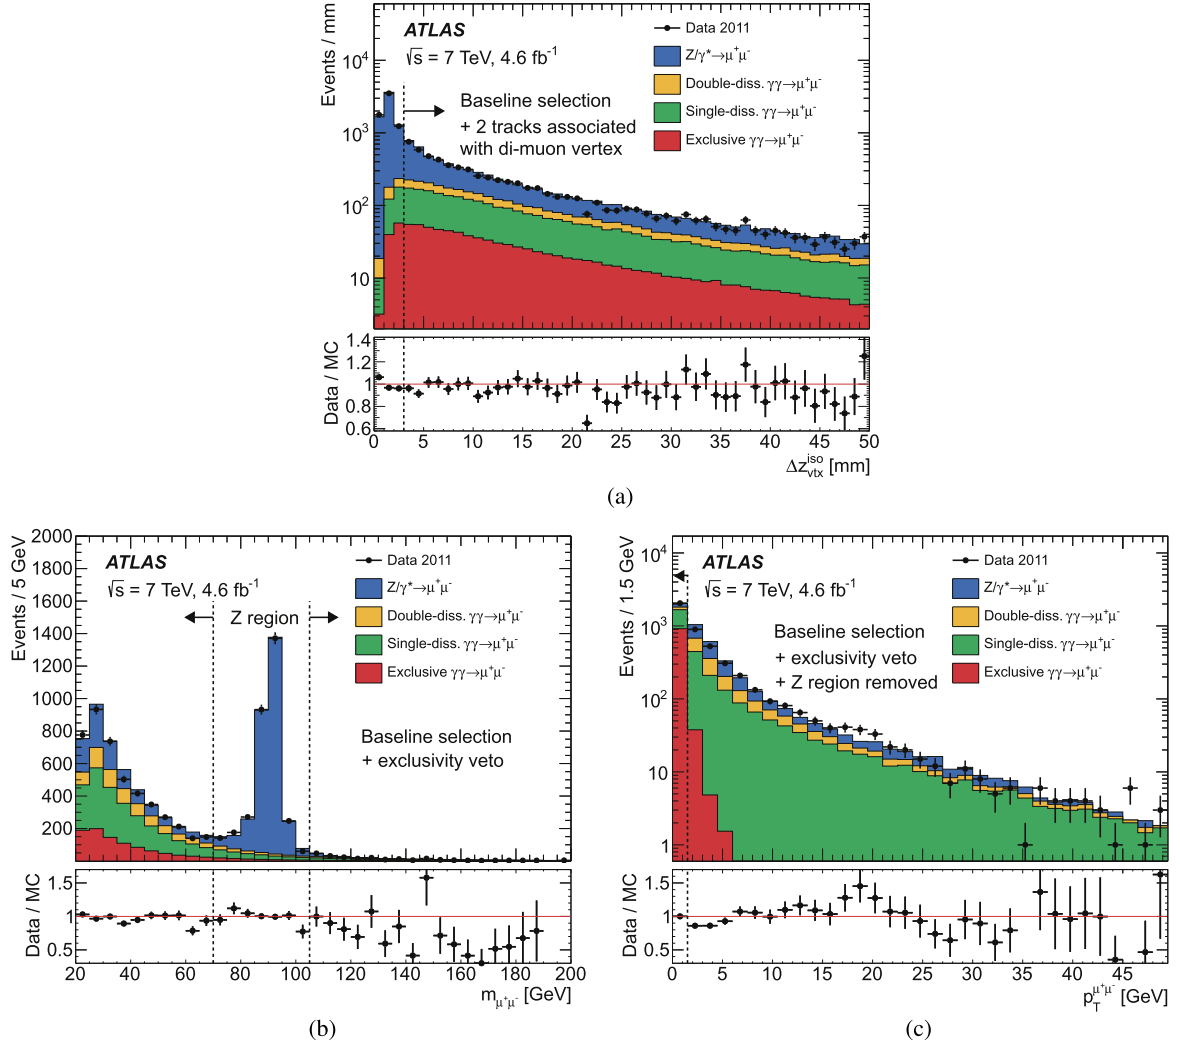 Events / mm
ATLAS
√s = 7 TeV, 4.6 fb⁻¹
Baseline selection
+ 2 tracks associated
with di-muon vertex
Data 2011
Z/γ*→μ⁺μ⁻
Double-diss. γγ→μ⁺μ⁻
Single-diss. γγ→μ⁺μ⁻
Exclusive γγ→μ⁺μ⁻
10⁴
10³
10²
10
Data / MC
1.4
1.2
1
0.8
0.6
0 5 10 15 20 25 30 35 40 45 50
Δz_vtx^iso [mm]
(a)
Events / 5 GeV
2000
1800
1600
1400
1200
1000
800
600
400
200
ATLAS
√s = 7 TeV, 4.6 fb⁻¹
Z region
Data 2011
Z/γ*→μ⁺μ⁻
Double-diss. γγ→μ⁺μ⁻
Single-diss. γγ→μ⁺μ⁻
Exclusive γγ→μ⁺μ⁻
Baseline selection
+ exclusivity veto
Data / MC
1.5
1
0.5
20 40 60 80 100 120 140 160 180 200
m_μ⁺μ⁻ [GeV]
(b)
Events / 1.5 GeV
10⁴
10³
10²
10
1
ATLAS
√s = 7 TeV, 4.6 fb⁻¹
Data 2011
Z/γ*→μ⁺μ⁻
Double-diss. γγ→μ⁺μ⁻
Single-diss. γγ→μ⁺μ⁻
Exclusive γγ→μ⁺μ⁻
Baseline selection
+ exclusivity veto
+ Z region removed
Data / MC
1.5
1
0.5
0 5 10 15 20 25 30 35 40 45
p_T^μ⁺μ⁻ [GeV]
(c)